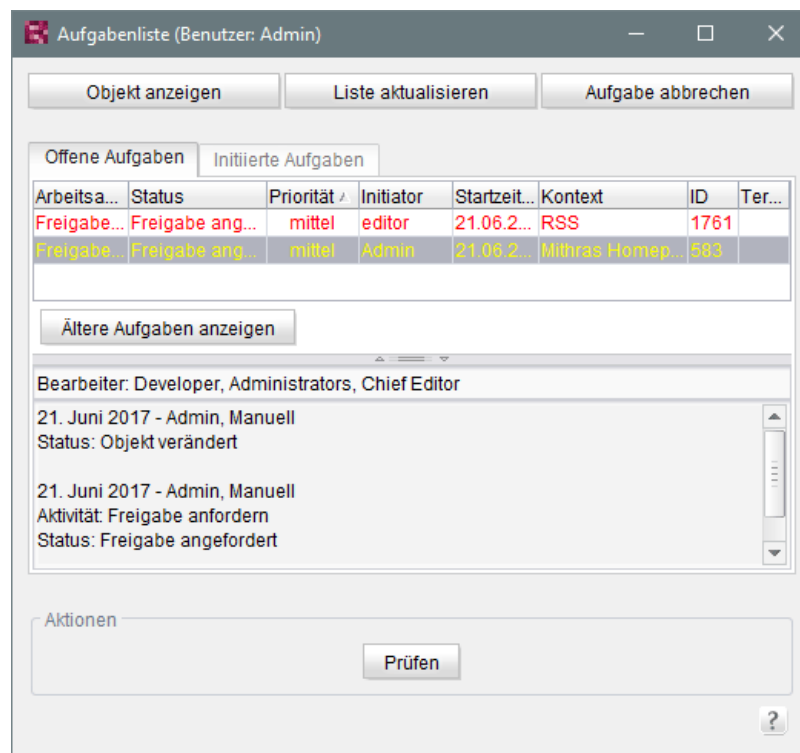 Aufgabenliste (Benutzer: Admin)
Objekt anzeigen Liste aktualisieren Aufgabe abbrechen
Offene Aufgaben Initiierte Aufgaben
Arbeitsa... Status Priorität Initiator Startzeit... Kontext ID Ter...
Freigabe... Freigabe ang... mittel editor 21.06.2... RSS 1761
Freigabe... Freigabe ang... mittel Admin 21.06.2... Mithras Homep... 583
Ältere Aufgaben anzeigen
Bearbeiter: Developer, Administrators, Chief Editor
21. Juni 2017 - Admin, Manuell
Status: Objekt verändert
21. Juni 2017 - Admin, Manuell
Aktivität: Freigabe anfordern
Status: Freigabe angefordert
Aktionen
Prüfen
?